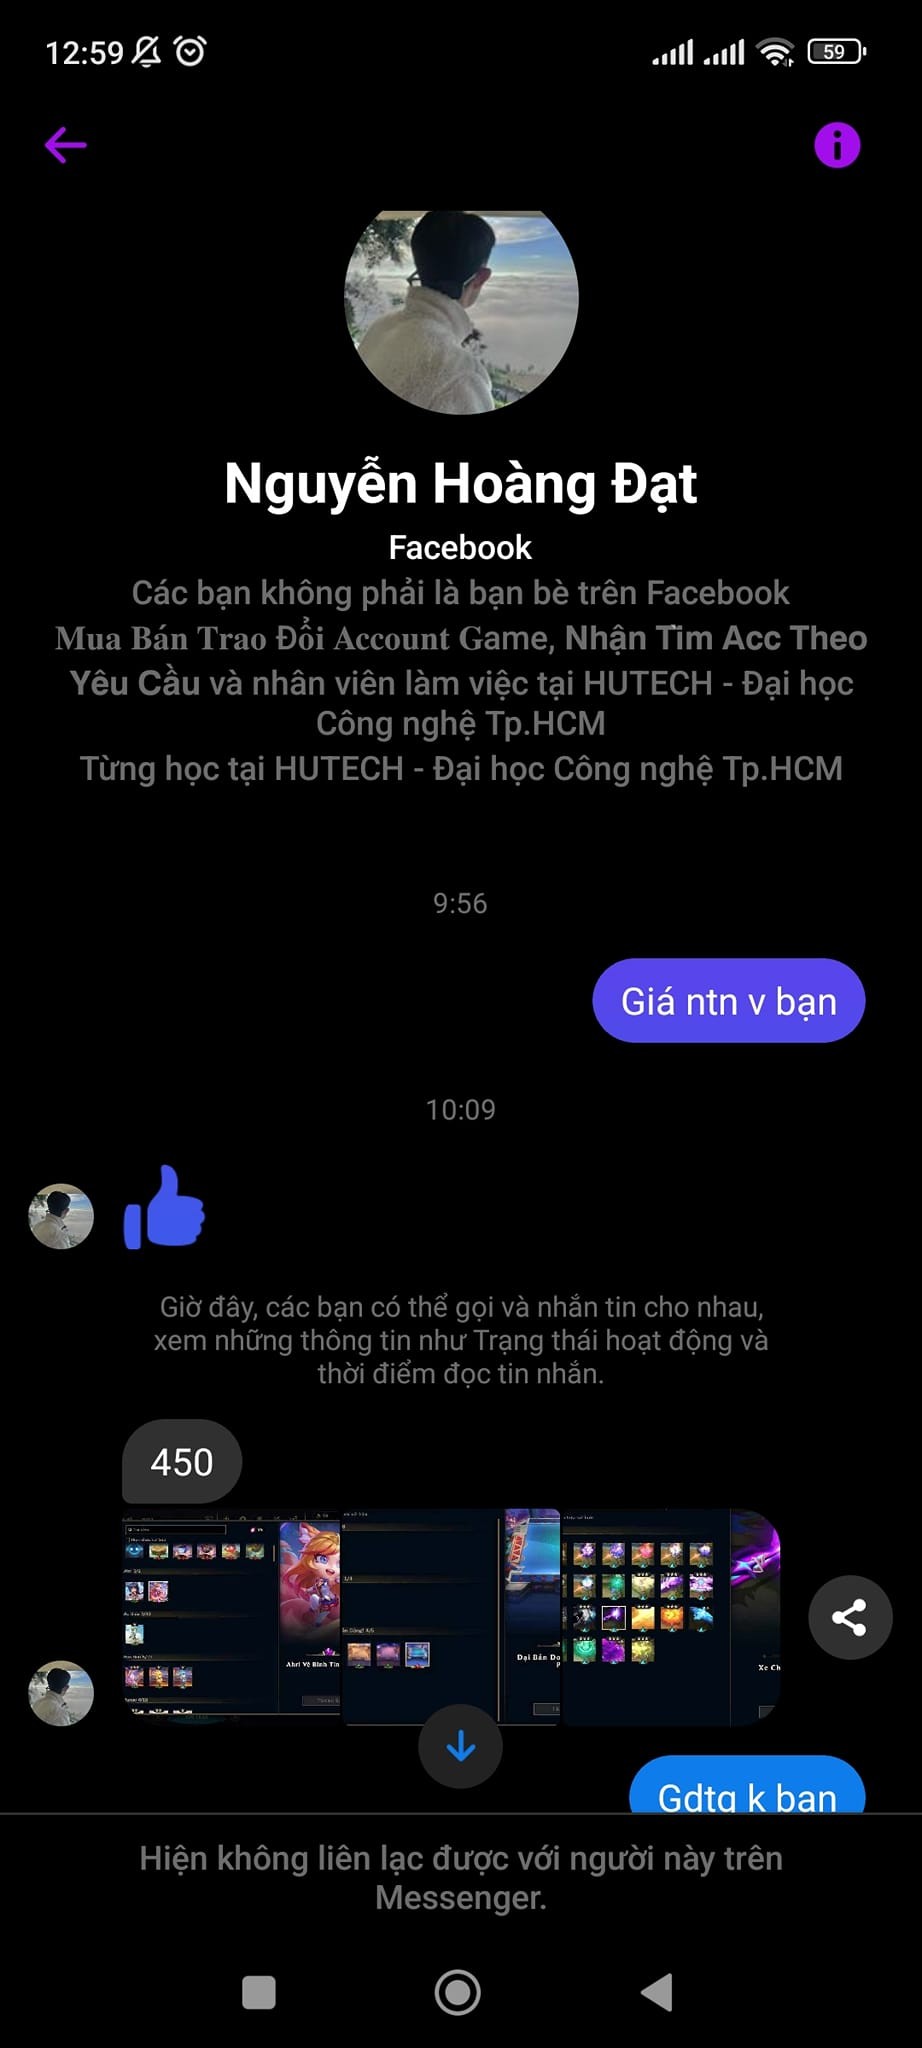 12:59
59
Nguyễn Hoàng Đạt
Facebook
Các bạn không phải là bạn bè trên Facebook
Mua Bán Trao Đổi Account Game, Nhận Tìm Acc Theo
Yêu Cầu và nhân viên làm việc tại HUTECH - Đại học
Công nghệ Tp.HCM
Từng học tại HUTECH - Đại học Công nghệ Tp.HCM
9:56
Giá ntn v bạn
10:09
Giờ đây, các bạn có thể gọi và nhắn tin cho nhau,
xem những thông tin như Trạng thái hoạt động và
thời điểm đọc tin nhắn.
450
Ahri Vệ Binh Tin
Đại Bản Do
Xe Ch
Gdtg k bạn
Hiện không liên lạc được với người này trên
Messenger.